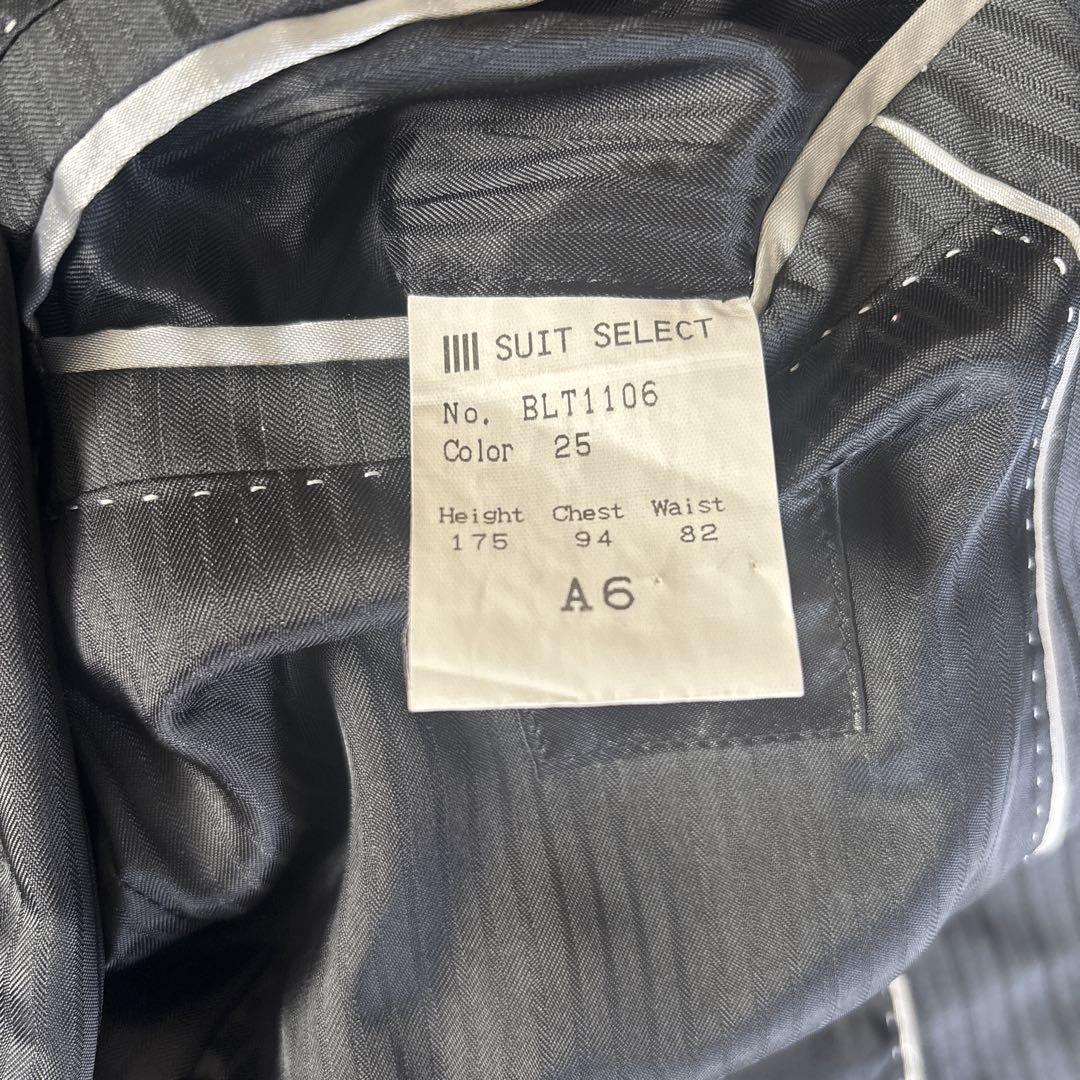 SUIT SELECT
No. BLT1106
Color 25
Height Chest Waist
175 94 82
A6